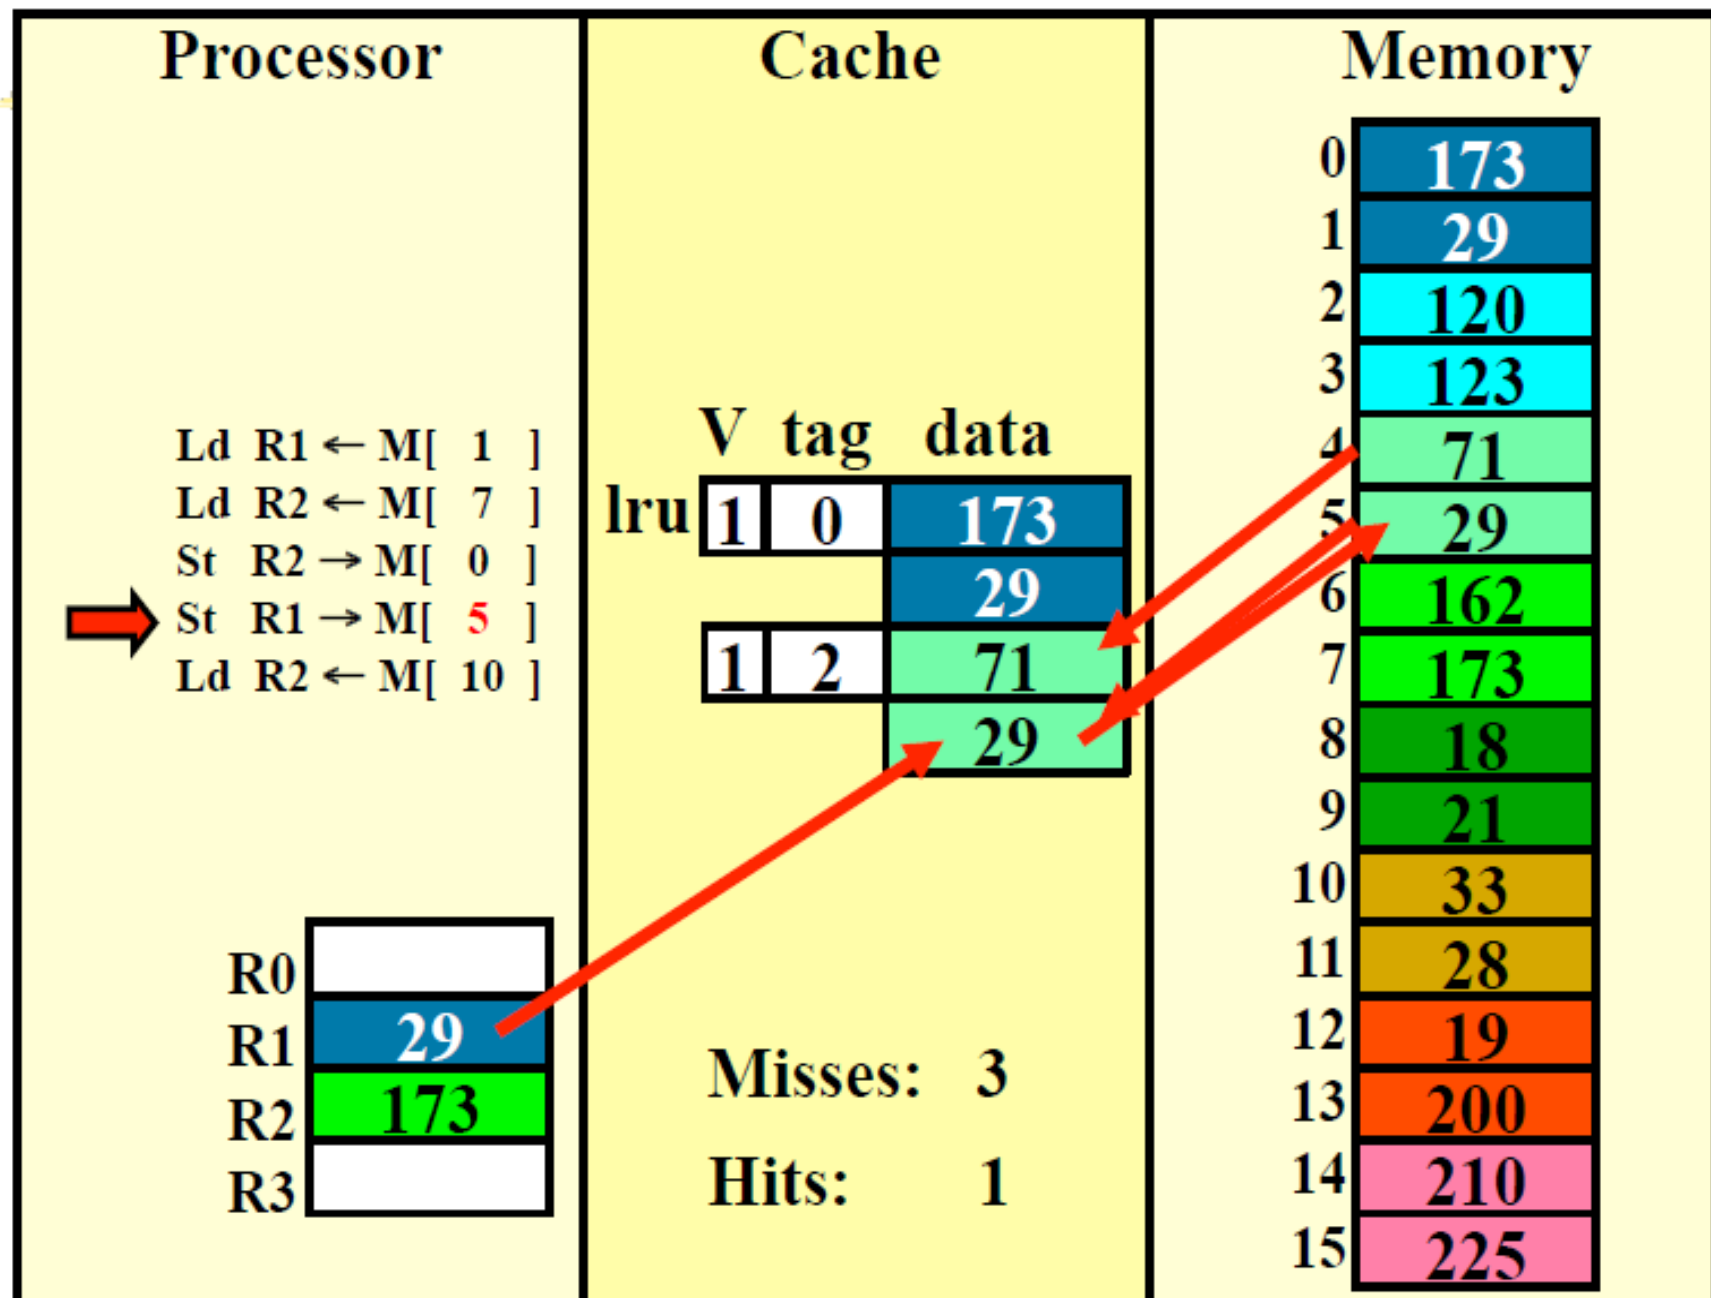 Processor
Ld R1 ← M[ 1 ]
Ld R2 ← M[ 7 ]
St R2 → M[ 0 ]
St R1 → M[ 5 ]
Ld R2 ← M[ 10 ]
R0
R1 29
R2 173
R3
Cache
V tag data
lru 1 0 173
29
1 2 71
29
Misses: 3
Hits: 1
Memory
0 173
1 29
2 120
3 123
4 71
5 29
6 162
7 173
8 18
9 21
10 33
11 28
12 19
13 200
14 210
15 225